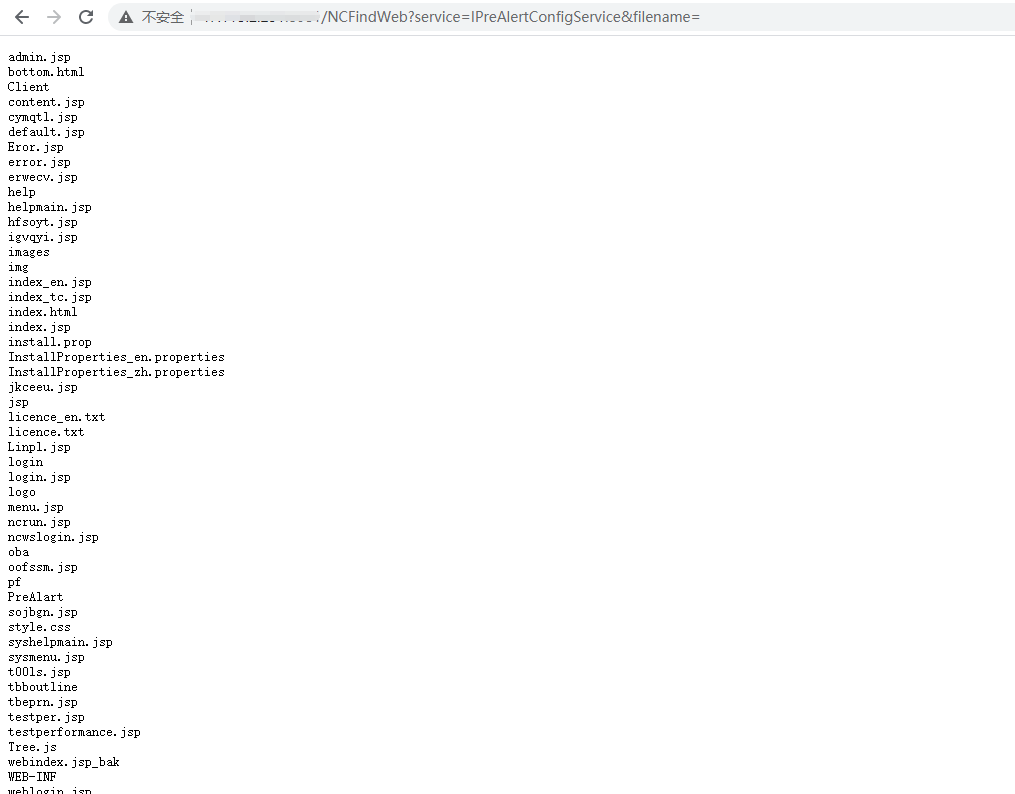 不安全 /NCFindWeb?service=IPreAlertConfigService&filename=
admin.jsp
bottom.html
Client
content.jsp
cymqtl.jsp
default.jsp
Eror.jsp
error.jsp
erwecv.jsp
help
helpmain.jsp
hfsoyt.jsp
igvqyi.jsp
images
img
index_en.jsp
index_tc.jsp
index.html
index.jsp
install.prop
InstallProperties_en.properties
InstallProperties_zh.properties
jkceeu.jsp
jsp
licence_en.txt
licence.txt
Linpl.jsp
login
login.jsp
logo
menu.jsp
ncrun.jsp
ncwslogin.jsp
oba
oofssm.jsp
pf
PreAlart
sojbgn.jsp
style.css
syshelpmain.jsp
sysmenu.jsp
t00ls.jsp
tbboutline
tbeprn.jsp
testper.jsp
testperformance.jsp
Tree.js
webindex.jsp_bak
WEB-INF
weblogin.jsp